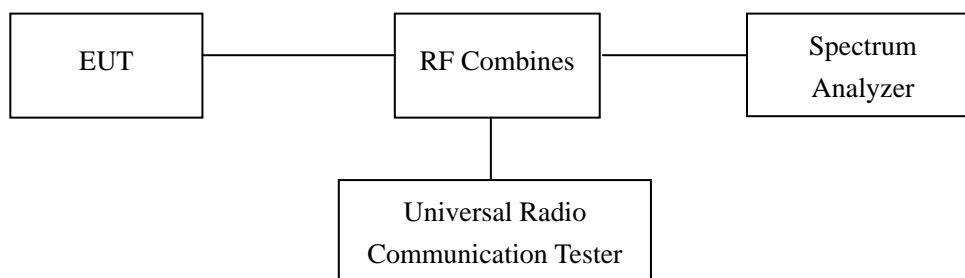 EUT
RF Combines
Spectrum
Analyzer
Universal Radio
Communication Tester